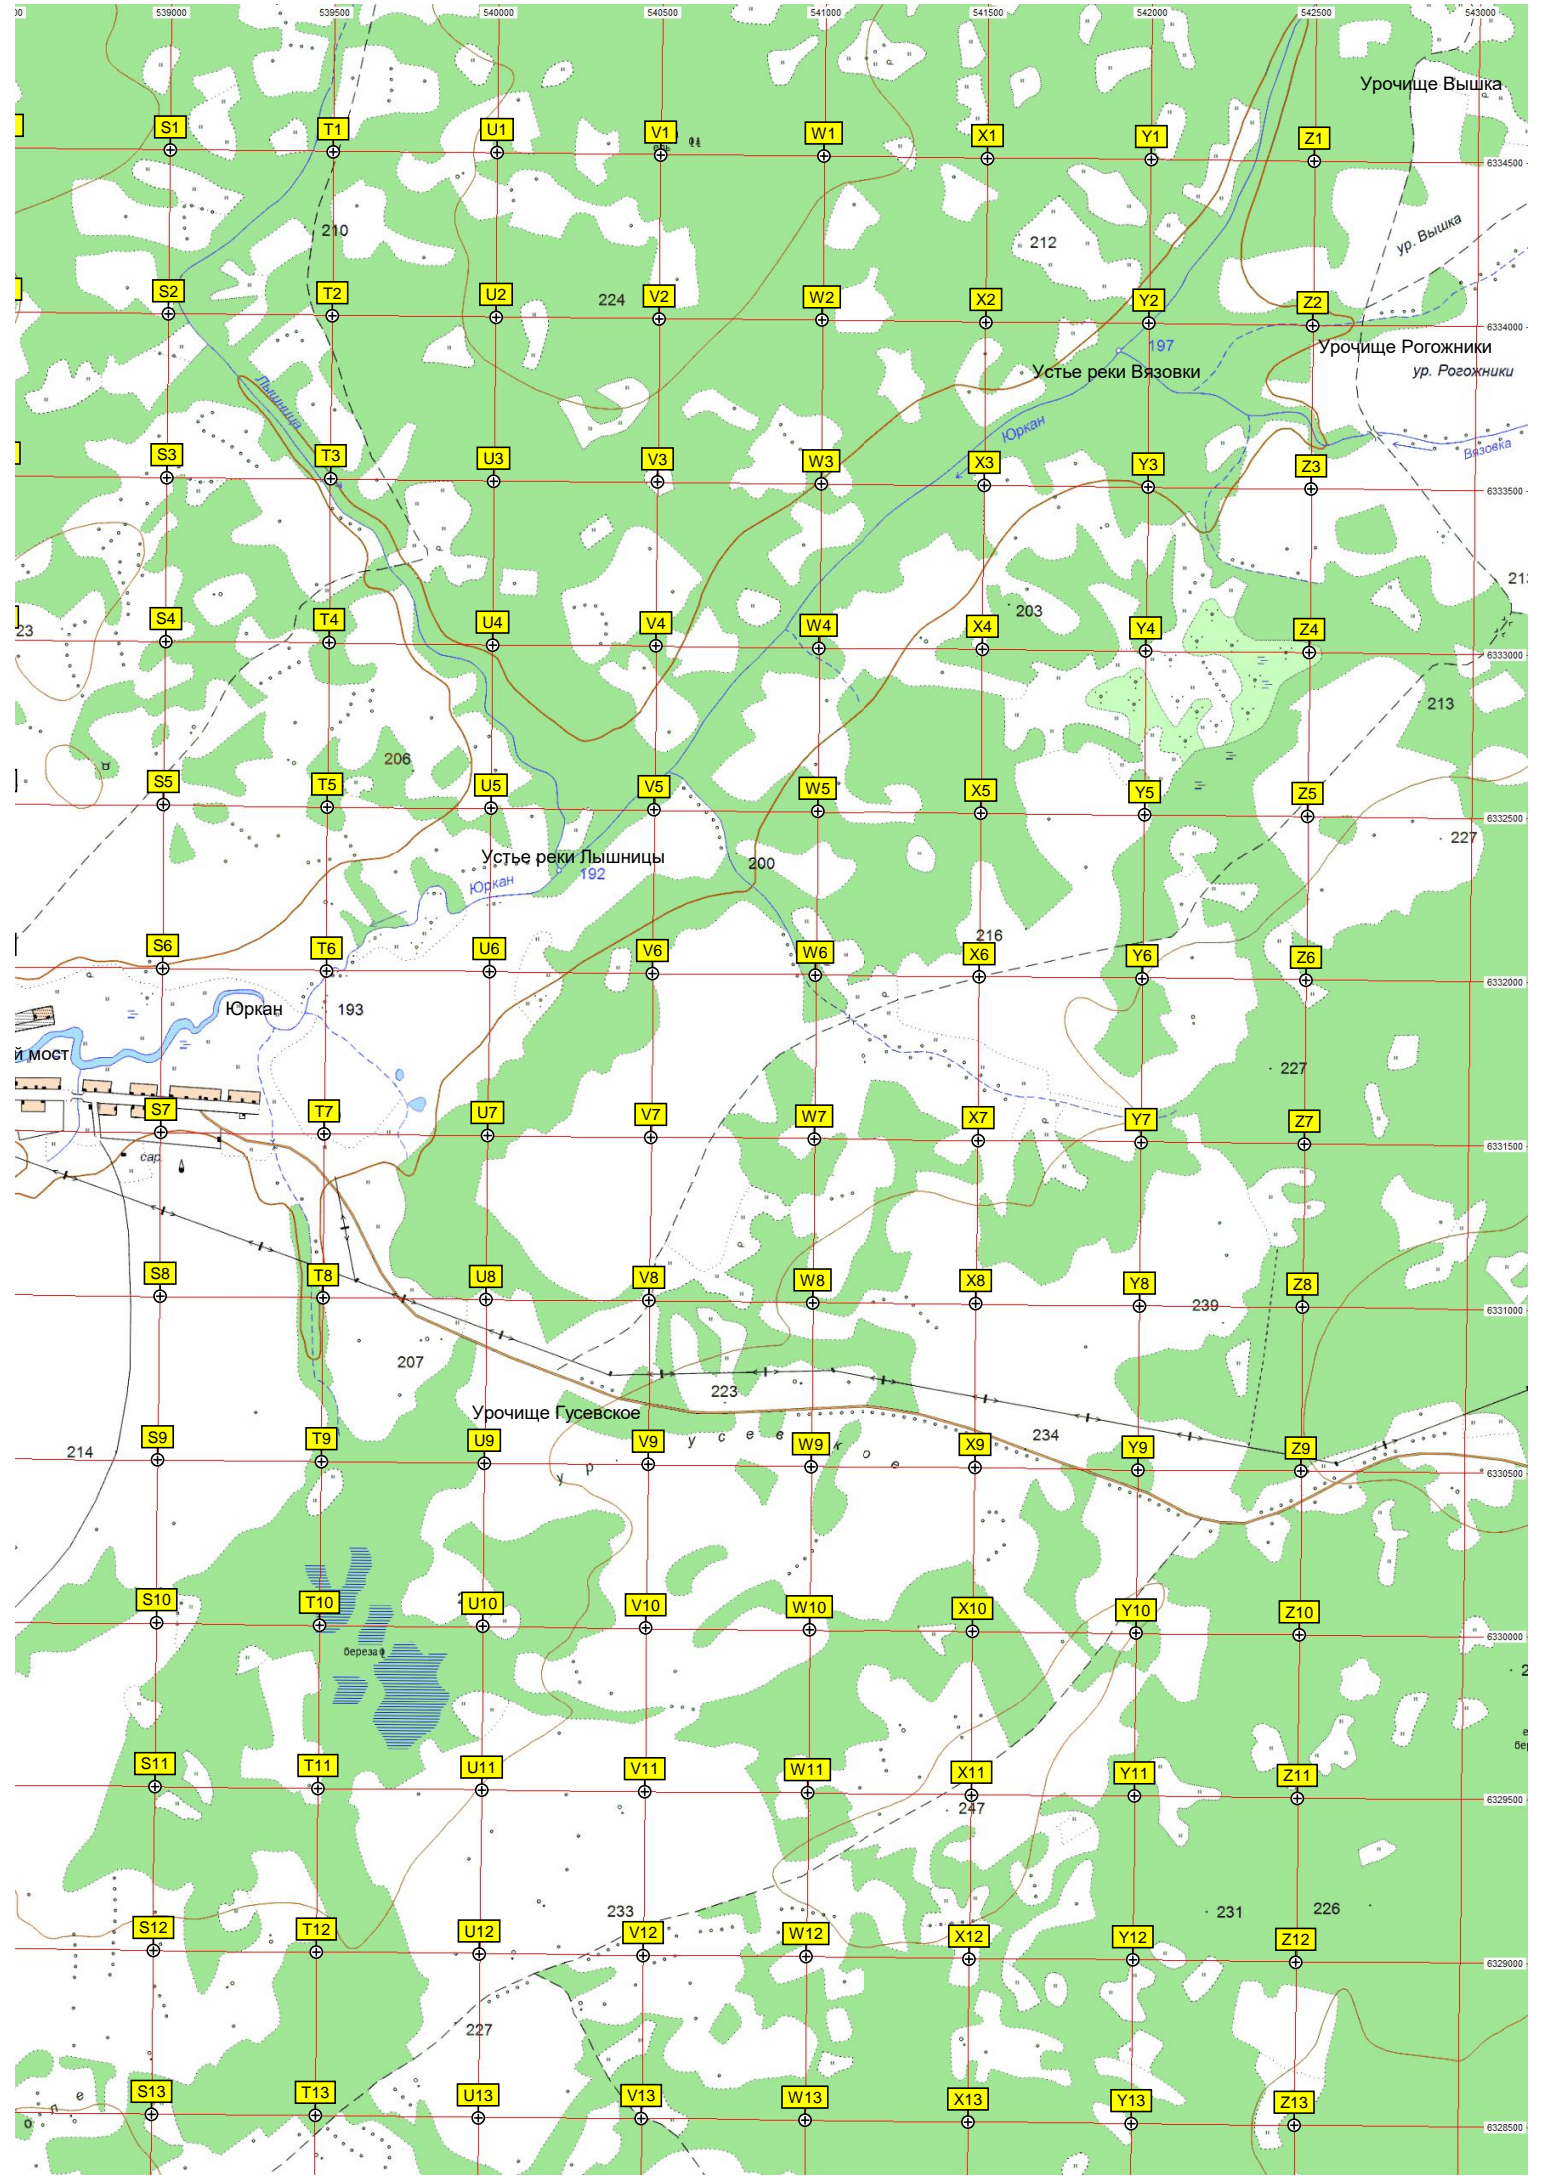 539000 539500 540000 540500 541000 541500 542000 542500 543000
Урочище Вышка
S1 T1 U1 V1 W1 X1 Y1 Z1
6334500
210
212
ур. Вышка
S2 T2 U2 V2 W2 X2 Y2 Z2
224
6334000
197
Урочище Рогожники
Устье реки Вязовки
ур. Рогожники
Лышница
Юркан
Вязовка
S3 T3 U3 V3 W3 X3 Y3 Z3
6333500
203
S4 T4 U4 V4 W4 X4 Y4 Z4
23
6333000
213
206
S5 T5 U5 V5 W5 X5 Y5 Z5
6332500
227
Устье реки Лышницы
200
192
Юркан
216
S6 T6 U6 V6 W6 X6 Y6 Z6
6332000
Юркан
193
й мост
227
S7 T7 U7 V7 W7 X7 Y7 Z7
6331500
сар.
S8 T8 U8 V8 W8 X8 Y8 Z8
239
6331000
207
223
Урочище Гусевское
234
S9 T9 U9 V9 W9 X9 Y9 Z9
214
ур. усе е к о е
6330500
S10 T10 U10 V10 W10 X10 Y10 Z10
6330000
береза
S11 T11 U11 V11 W11 X11 Y11 Z11
6329500
247
233
231
226
S12 T12 U12 V12 W12 X12 Y12 Z12
6329000
227
S13 T13 U13 V13 W13 X13 Y13 Z13
о л е
6328500